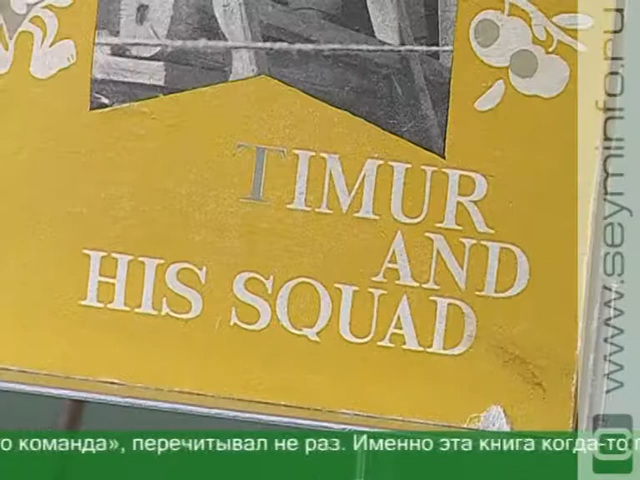 TIMUR
AND
HIS SQUAD
www.seyminfo.ru
о команда», перечитывал не раз. Именно эта книга когда-то